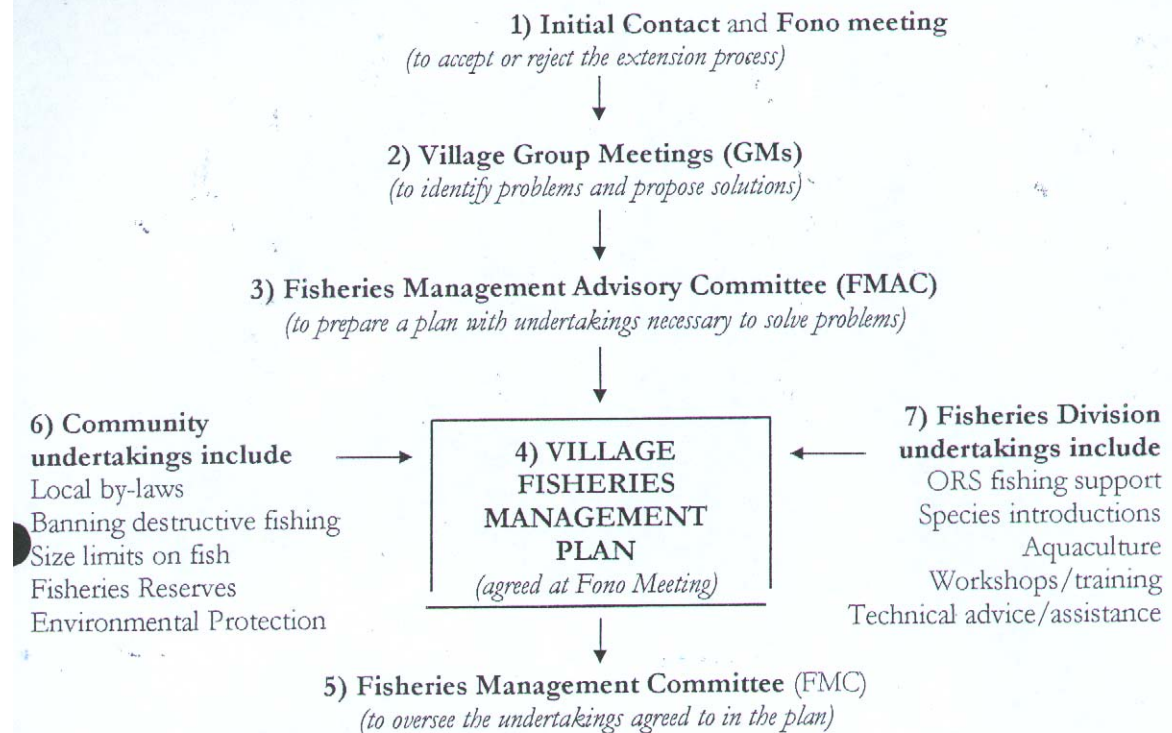 1) Initial Contact and Fono meeting
(to accept or reject the extension process)
2) Village Group Meetings (GMs)
(to identify problems and propose solutions)
3) Fisheries Management Advisory Committee (FMAC)
(to prepare a plan with undertakings necessary to solve problems)
6) Community
undertakings include
Local by-laws
Banning destructive fishing
Size limits on fish
Fisheries Reserves
Environmental Protection
4) VILLAGE
FISHERIES
MANAGEMENT
PLAN
(agreed at Fono Meeting)
7) Fisheries Division
undertakings include
ORS fishing support
Species introductions
Aquaculture
Workshops/training
Technical advice/assistance
5) Fisheries Management Committee (FMC)
(to oversee the undertakings agreed to in the plan)